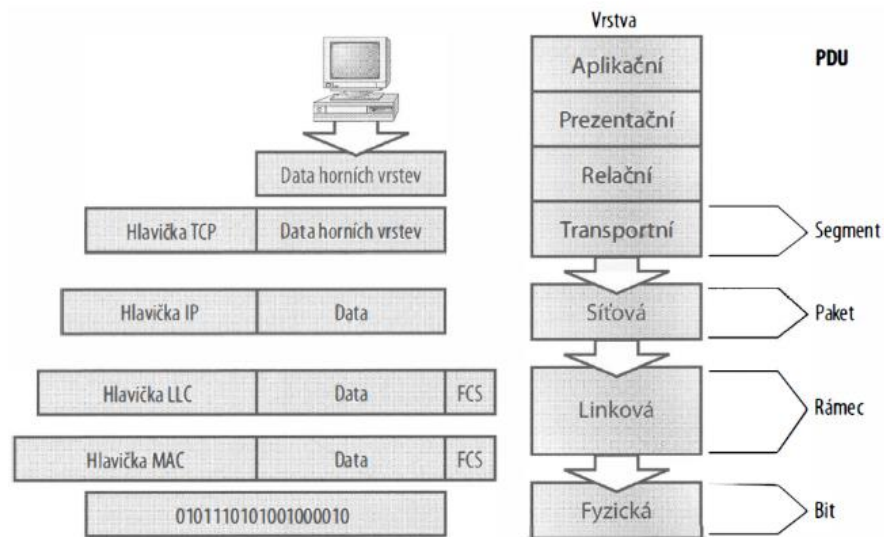 Vrstva
PDU
Aplikační
Prezentační
Data horních vrstev
Relační
Hlavička TCP
Data horních vrstev
Transportní
Segment
Hlavička IP
Data
Síťová
Paket
Hlavička LLC
Data
FCS
Linková
Rámec
Hlavička MAC
Data
FCS
0101110101001000010
Fyzická
Bit